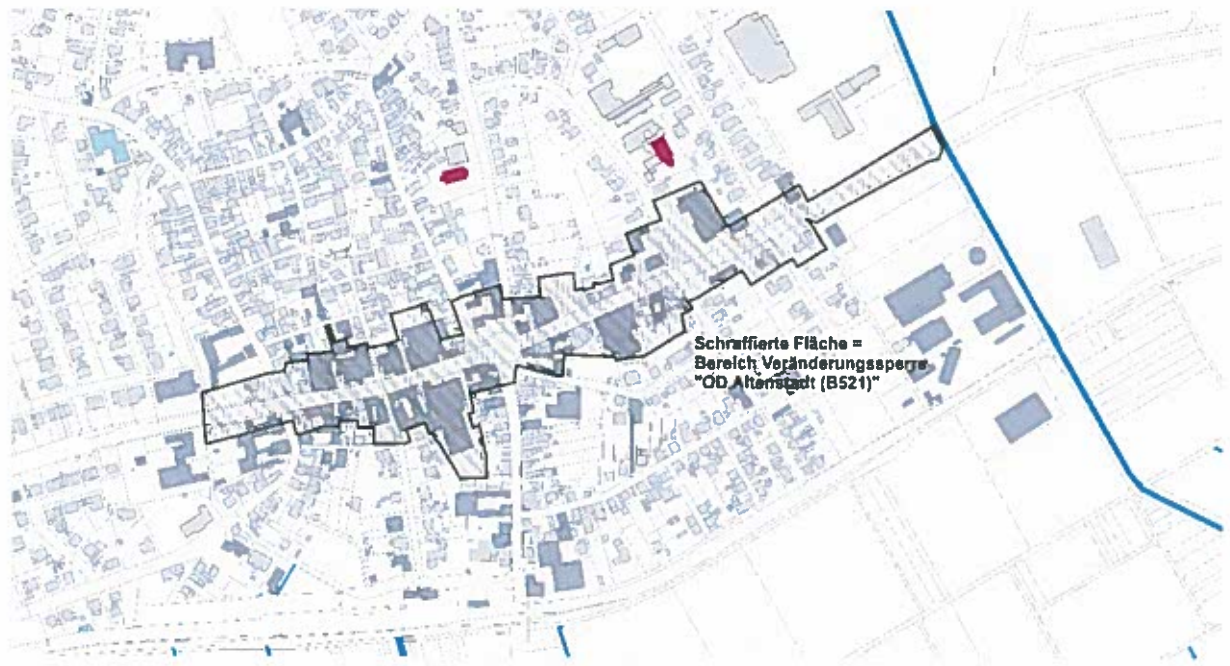 Schraffierte Fläche =
Bereich Veränderungssperre
"OD Altenstadt (B521)"